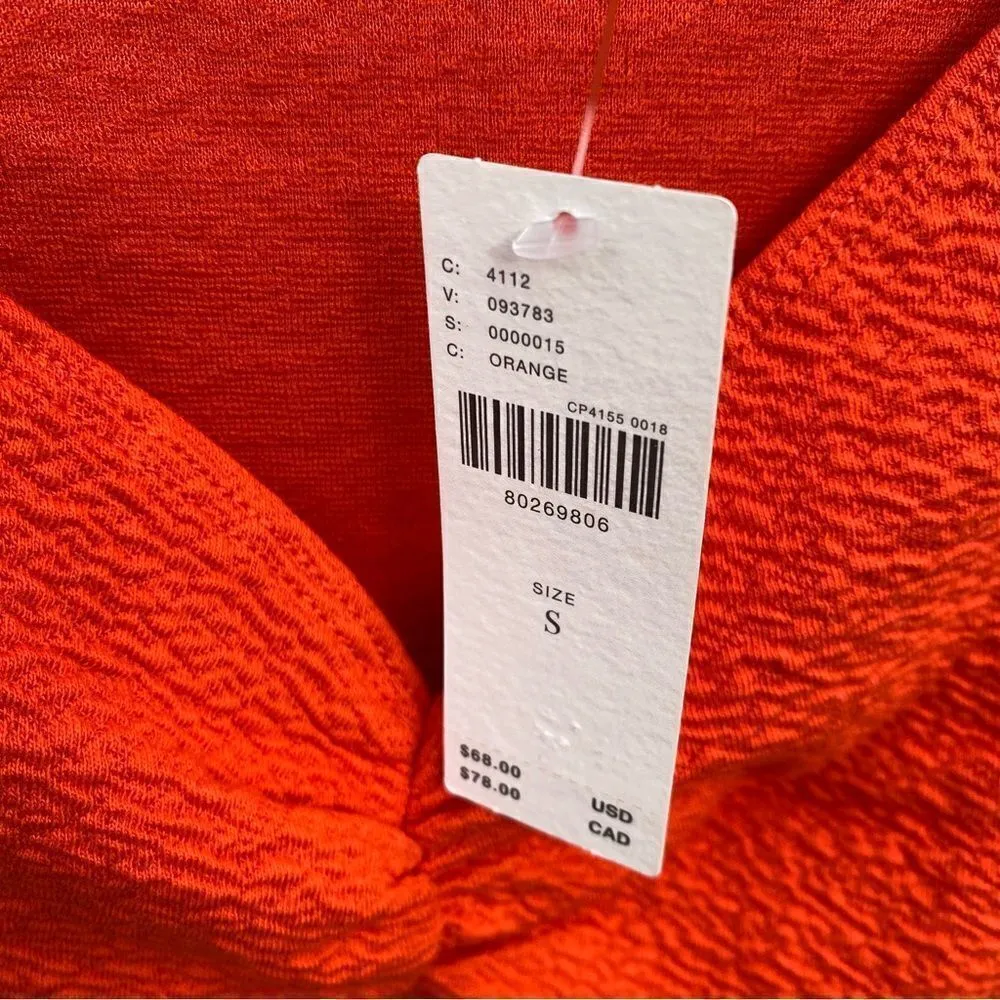 C: 4112
V: 093783
S: 0000015
C: ORANGE
CP4155 0018
80269806
SIZE
S
$68.00 USD
$78.00 CAD